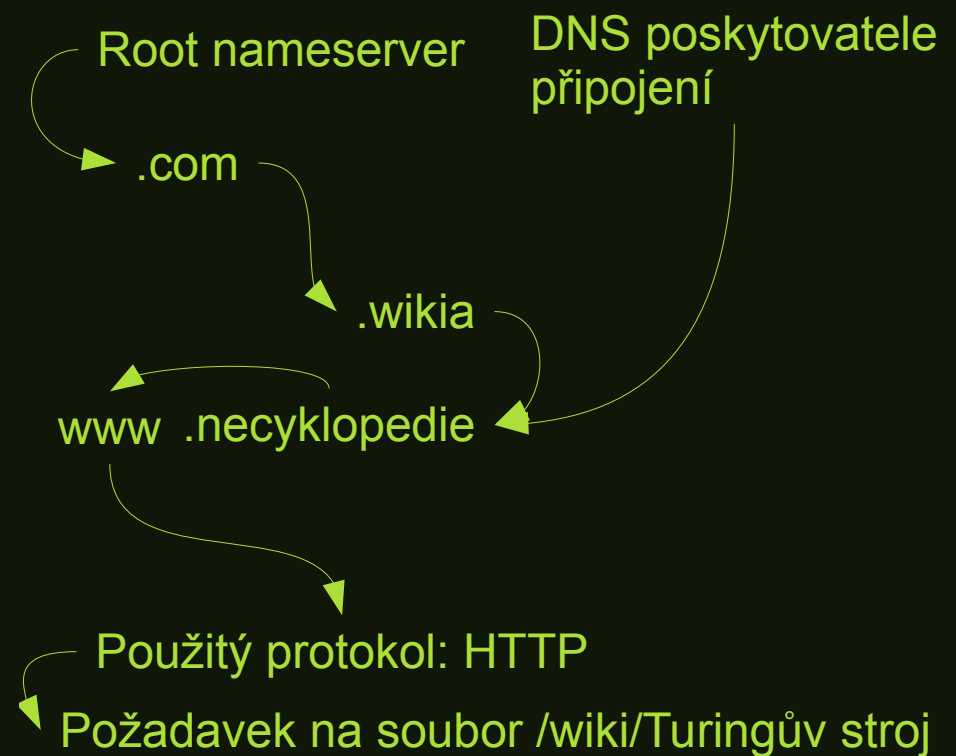 Root nameserver
DNS poskytovatele
připojení
.com
.wikia
www .necyklopedie
Použitý protokol: HTTP
Požadavek na soubor /wiki/Turingův stroj